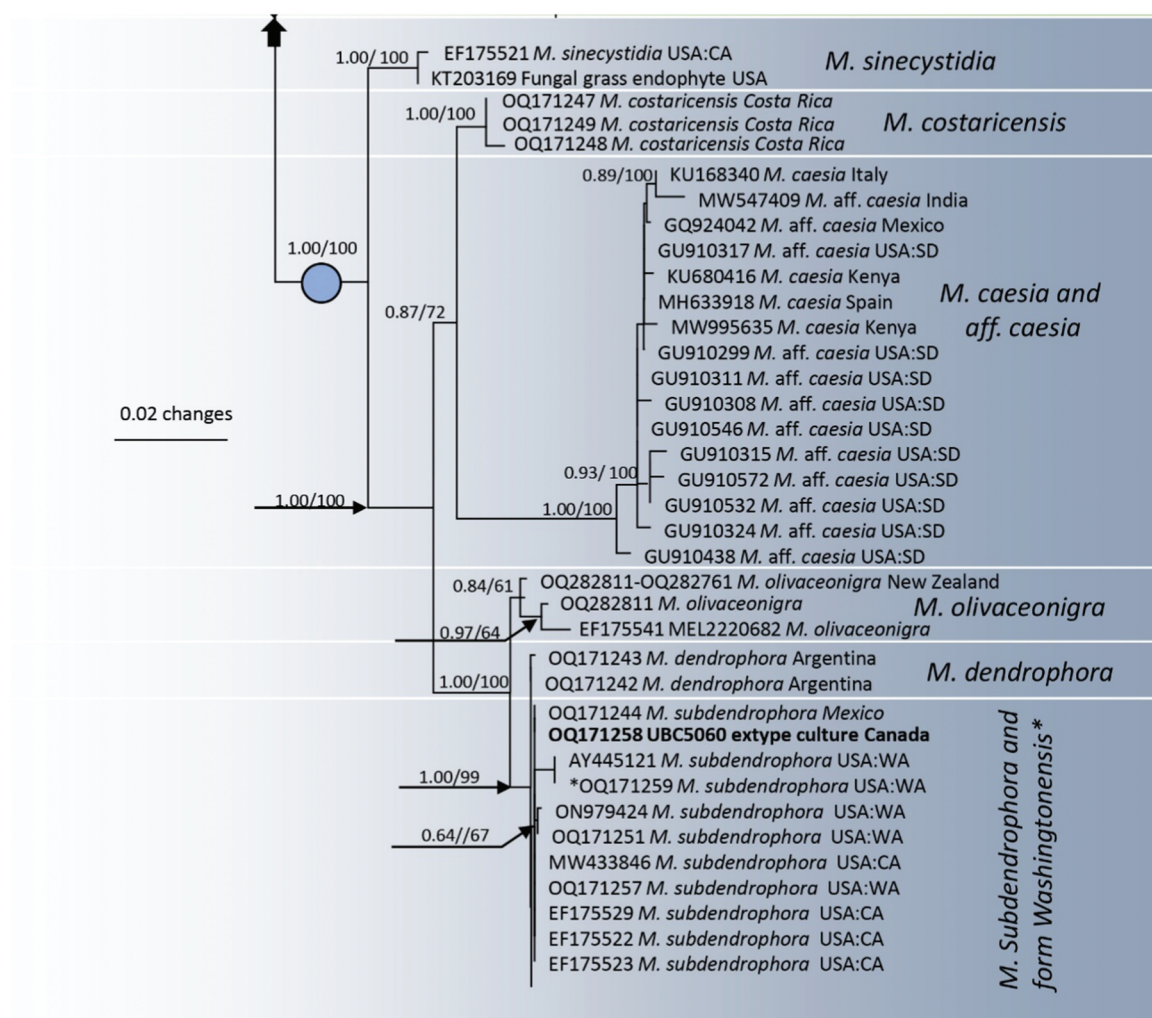 1.00/ 100
EF175521 M. sinecystidia USA:CA
KT203169 Fungal grass endophyte USA
M. sinecystidia
1.00/100
OQ171247 M. costaricensis Costa Rica
OQ171249 M. costaricensis Costa Rica
OQ171248 M. costaricensis Costa Rica
M. costaricensis
0.89/100
KU168340 M. caesia Italy
MW547409 M. aff. caesia India
GQ924042 M. aff. caesia Mexico
GU910317 M. aff. caesia USA:SD
KU680416 M. caesia Kenya
MH633918 M. caesia Spain
MW995635 M. caesia Kenya
GU910299 M. aff. caesia USA:SD
GU910311 M. aff. caesia USA:SD
GU910308 M. aff. caesia USA:SD
GU910546 M. aff. caesia USA:SD
GU910315 M. aff. caesia USA:SD
GU910572 M. aff. caesia USA:SD
GU910532 M. aff. caesia USA:SD
GU910324 M. aff. caesia USA:SD
GU910438 M. aff. caesia USA:SD
M. caesia and
aff. caesia
1.00/100
0.87/72
0.02 changes
0.93/ 100
1.00/100
1.00/100
0.84/61
OQ282811-OQ282761 M. olivaceonigra New Zealand
OQ282811 M. olivaceonigra
EF175541 MEL2220682 M. olivaceonigra
M. olivaceonigra
0.97/64
OQ171243 M. dendrophora Argentina
OQ171242 M. dendrophora Argentina
M. dendrophora
1.00/100
OQ171244 M. subdendrophora Mexico
OQ171258 UBC5060 extype culture Canada
AY445121 M. subdendrophora USA:WA
*OQ171259 M. subdendrophora USA:WA
ON979424 M. subdendrophora USA:WA
OQ171251 M. subdendrophora USA:WA
MW433846 M. subdendrophora USA:CA
OQ171257 M. subdendrophora USA:WA
EF175529 M. subdendrophora USA:CA
EF175522 M. subdendrophora USA:CA
EF175523 M. subdendrophora USA:CA
M. Subdendrophora and
form Washingtonensis*
1.00/99
0.64//67